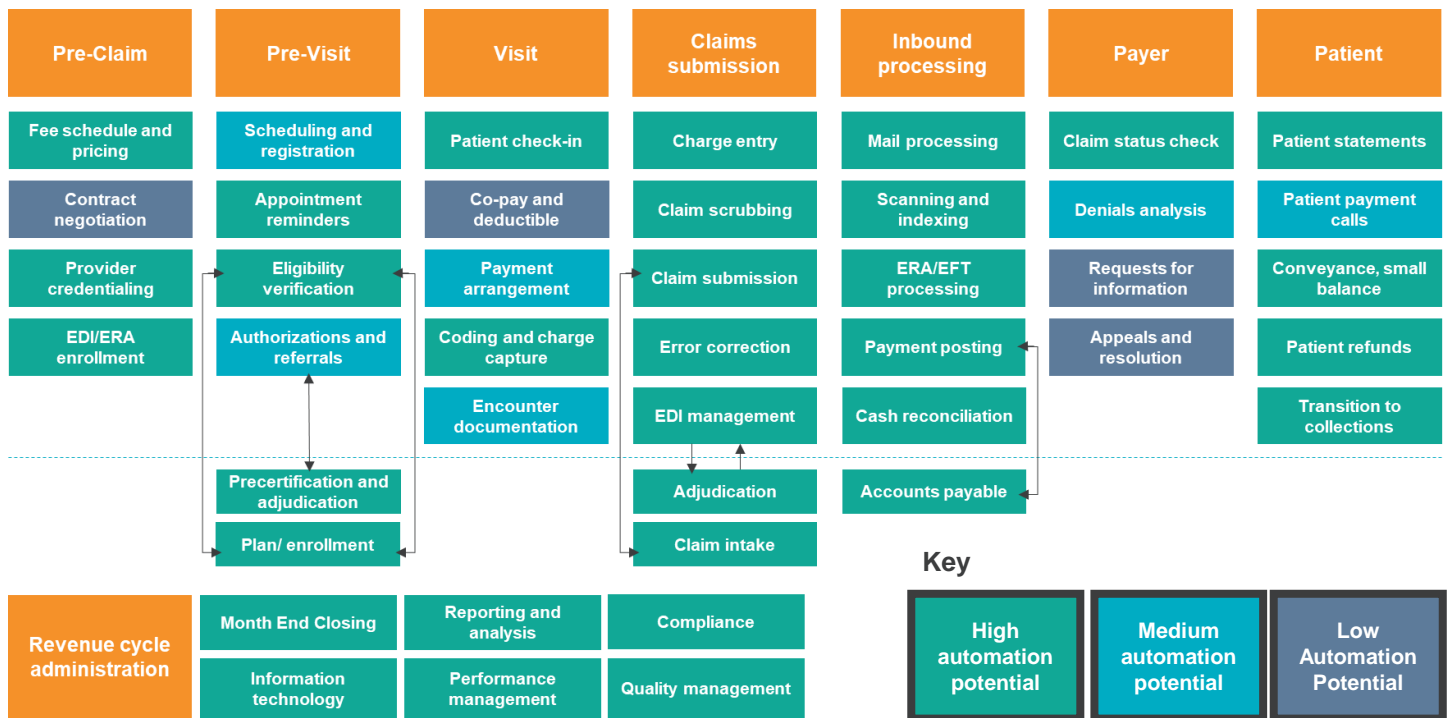 Pre-Claim
Pre-Visit
Visit
Claims
submission
Inbound
processing
Payer
Patient
Fee schedule and
pricing
Scheduling and
registration
Patient check-in
Charge entry
Mail processing
Claim status check
Patient statements
Contract
negotiation
Appointment
reminders
Co-pay and
deductible
Claim scrubbing
Scanning and
indexing
Denials analysis
Patient payment
calls
Provider
credentialing
Eligibility
verification
Payment
arrangement
Claim submission
ERA/EFT
processing
Requests for
information
Conveyance, small
balance
EDI/ERA
enrollment
Authorizations and
referrals
Coding and charge
capture
Error correction
Payment posting
Appeals and
resolution
Patient refunds
Encounter
documentation
EDI management
Cash reconciliation
Transition to
collections
Precertification and
adjudication
Adjudication
Accounts payable
Plan/ enrollment
Claim intake
Key
Revenue cycle
administration
Month End Closing
Reporting and
analysis
Compliance
Information
technology
Performance
management
Quality management
High
automation
potential
Medium
automation
potential
Low
Automation
Potential